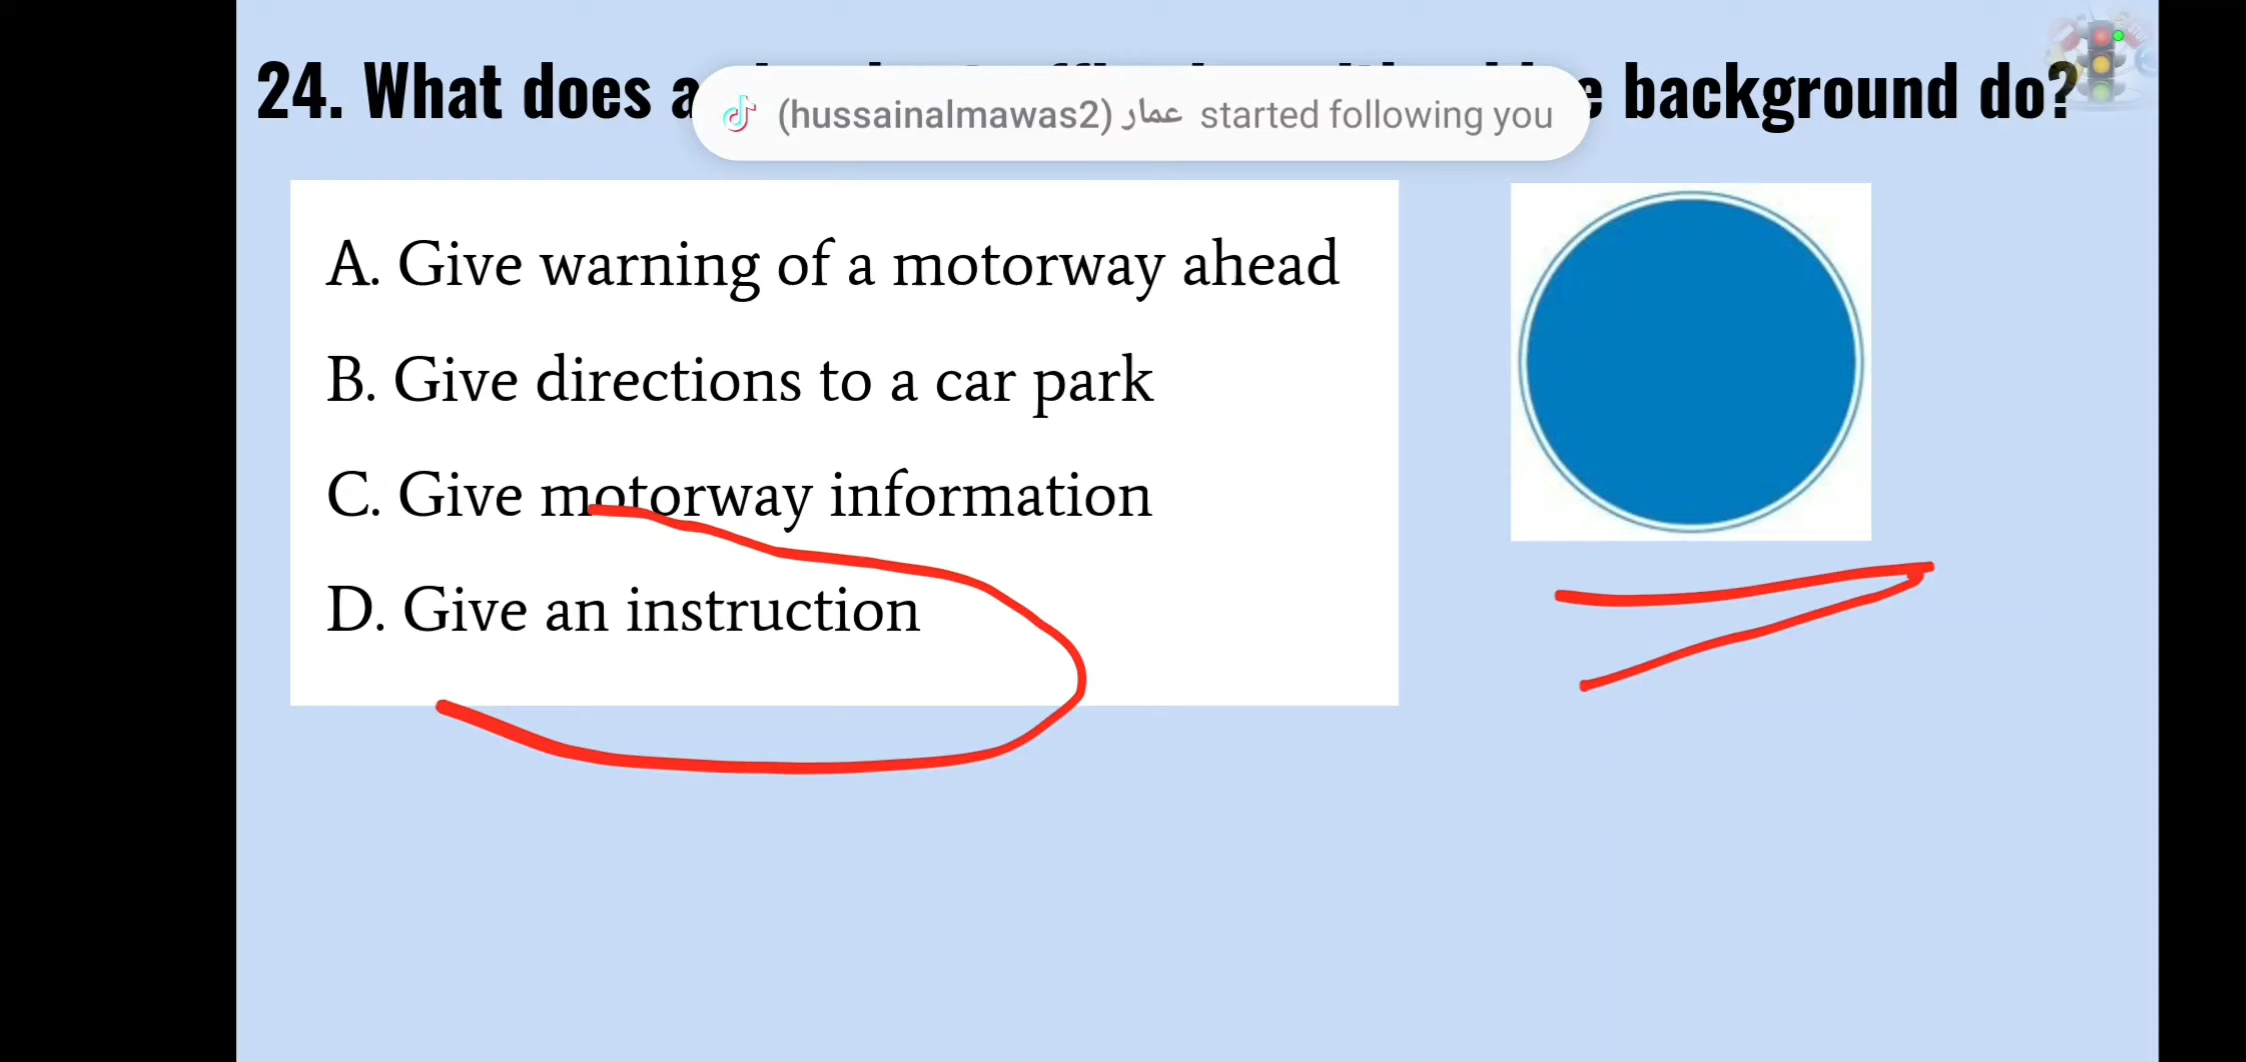 24. What does a background do?
(hussainalmawas2) عمار started following you
A. Give warning of a motorway ahead
B. Give directions to a car park
C. Give motorway information
D. Give an instruction